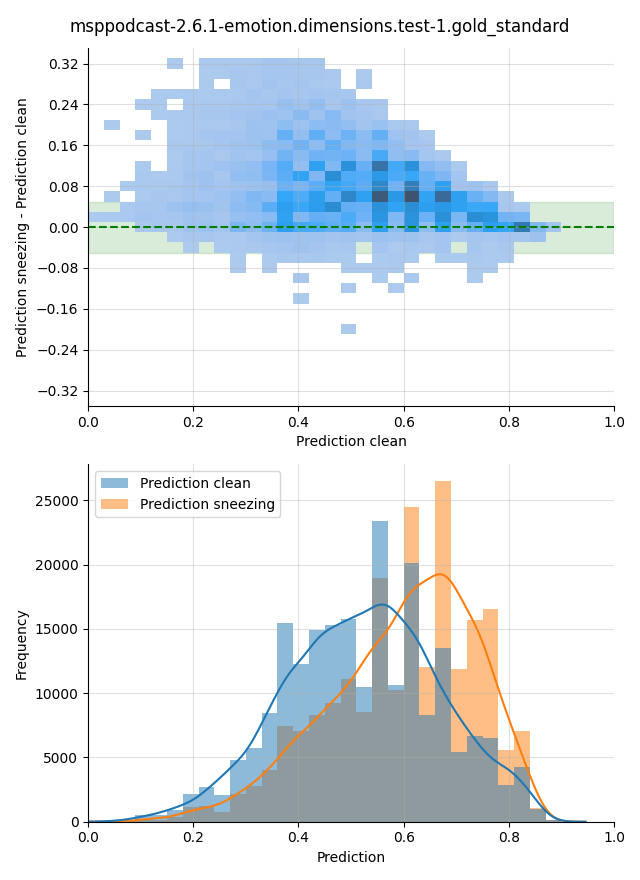 msppodcast-2.6.1-emotion.dimensions.test-1.gold_standard
Prediction sneezing - Prediction clean
0.32
0.24
0.16
0.08
0.00
−0.08
−0.16
−0.24
−0.32
0.0 0.2 0.4 0.6 0.8 1.0
Prediction clean
Frequency
25000
20000
15000
10000
5000
0
Prediction clean
Prediction sneezing
0.0 0.2 0.4 0.6 0.8 1.0
Prediction